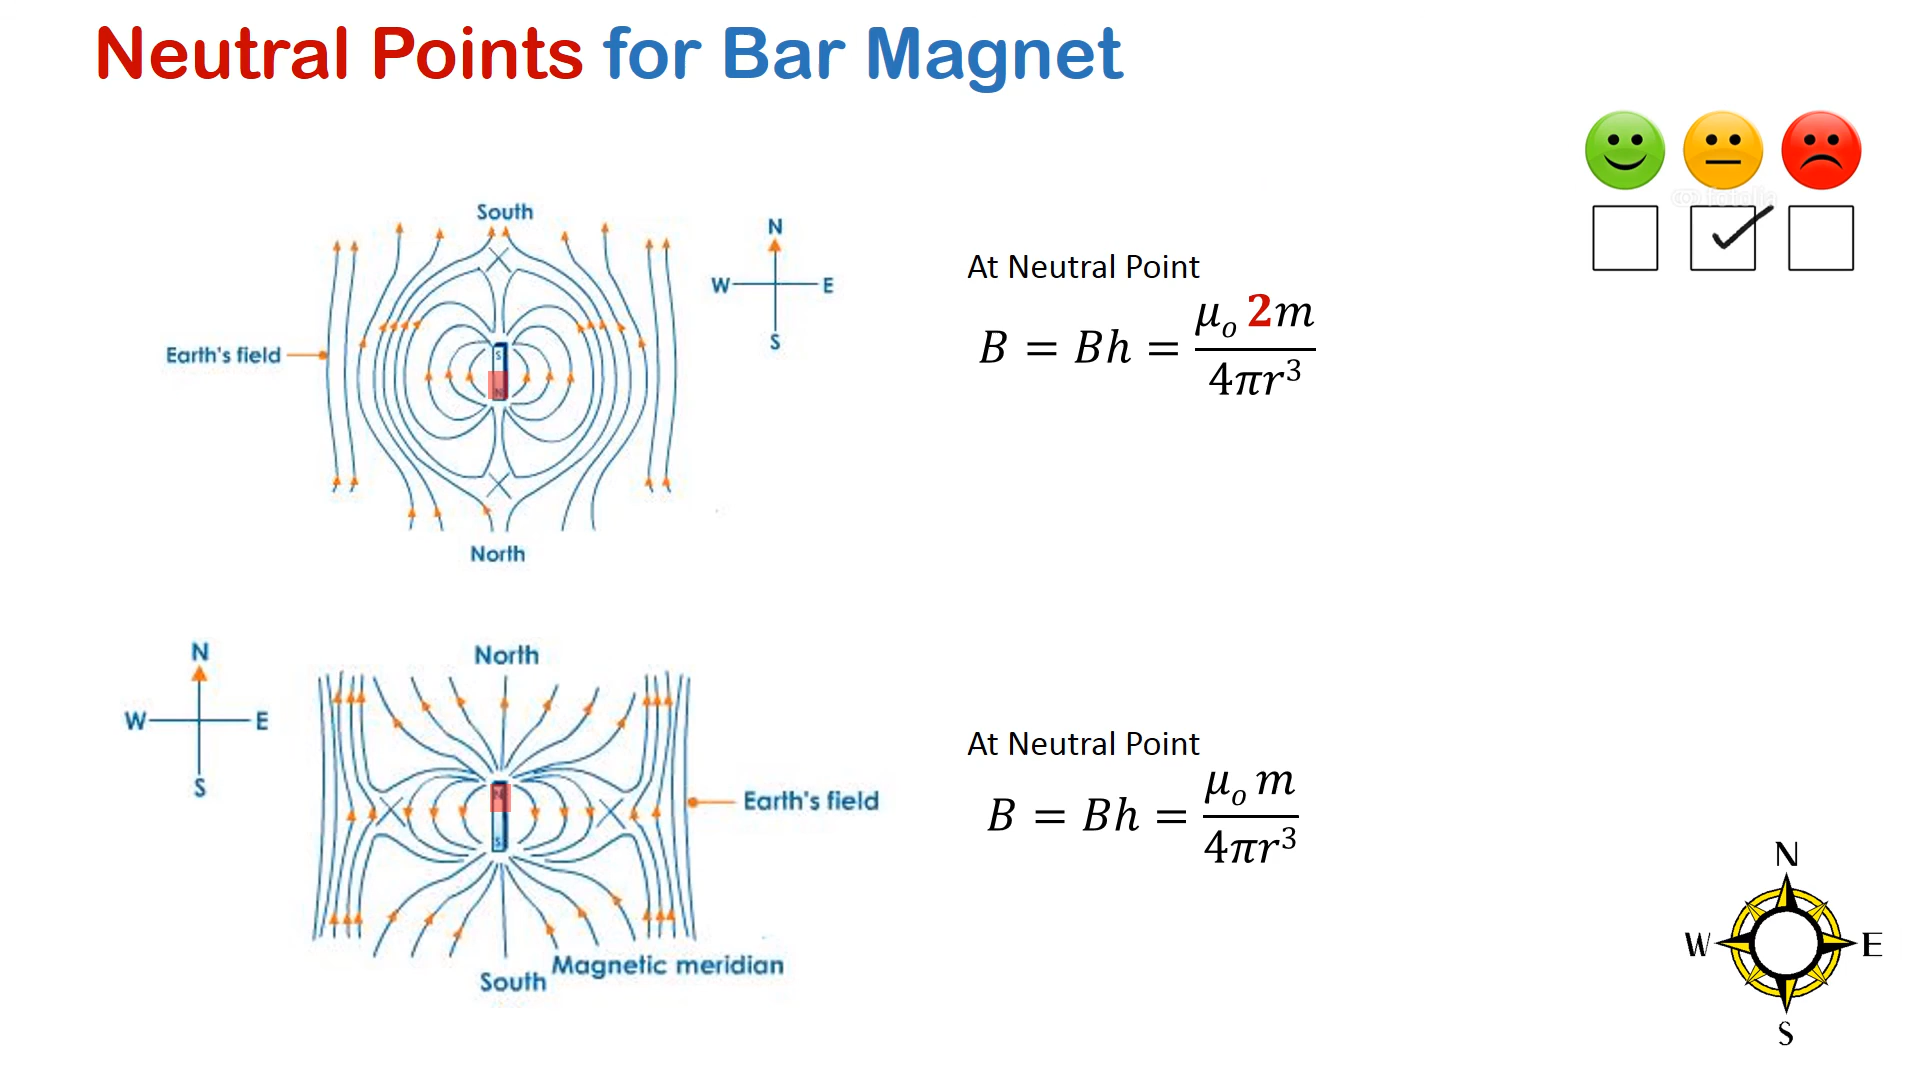 Neutral Points for Bar Magnet
South
N
W E
S
Earth's field
S
N
North
At Neutral Point
B = Bh = μₒ 2m / 4πr³
fotolia
N
W E
S
North
N
S
Earth's field
South
Magnetic meridian
At Neutral Point
B = Bh = μₒ m / 4πr³
N
W E
S